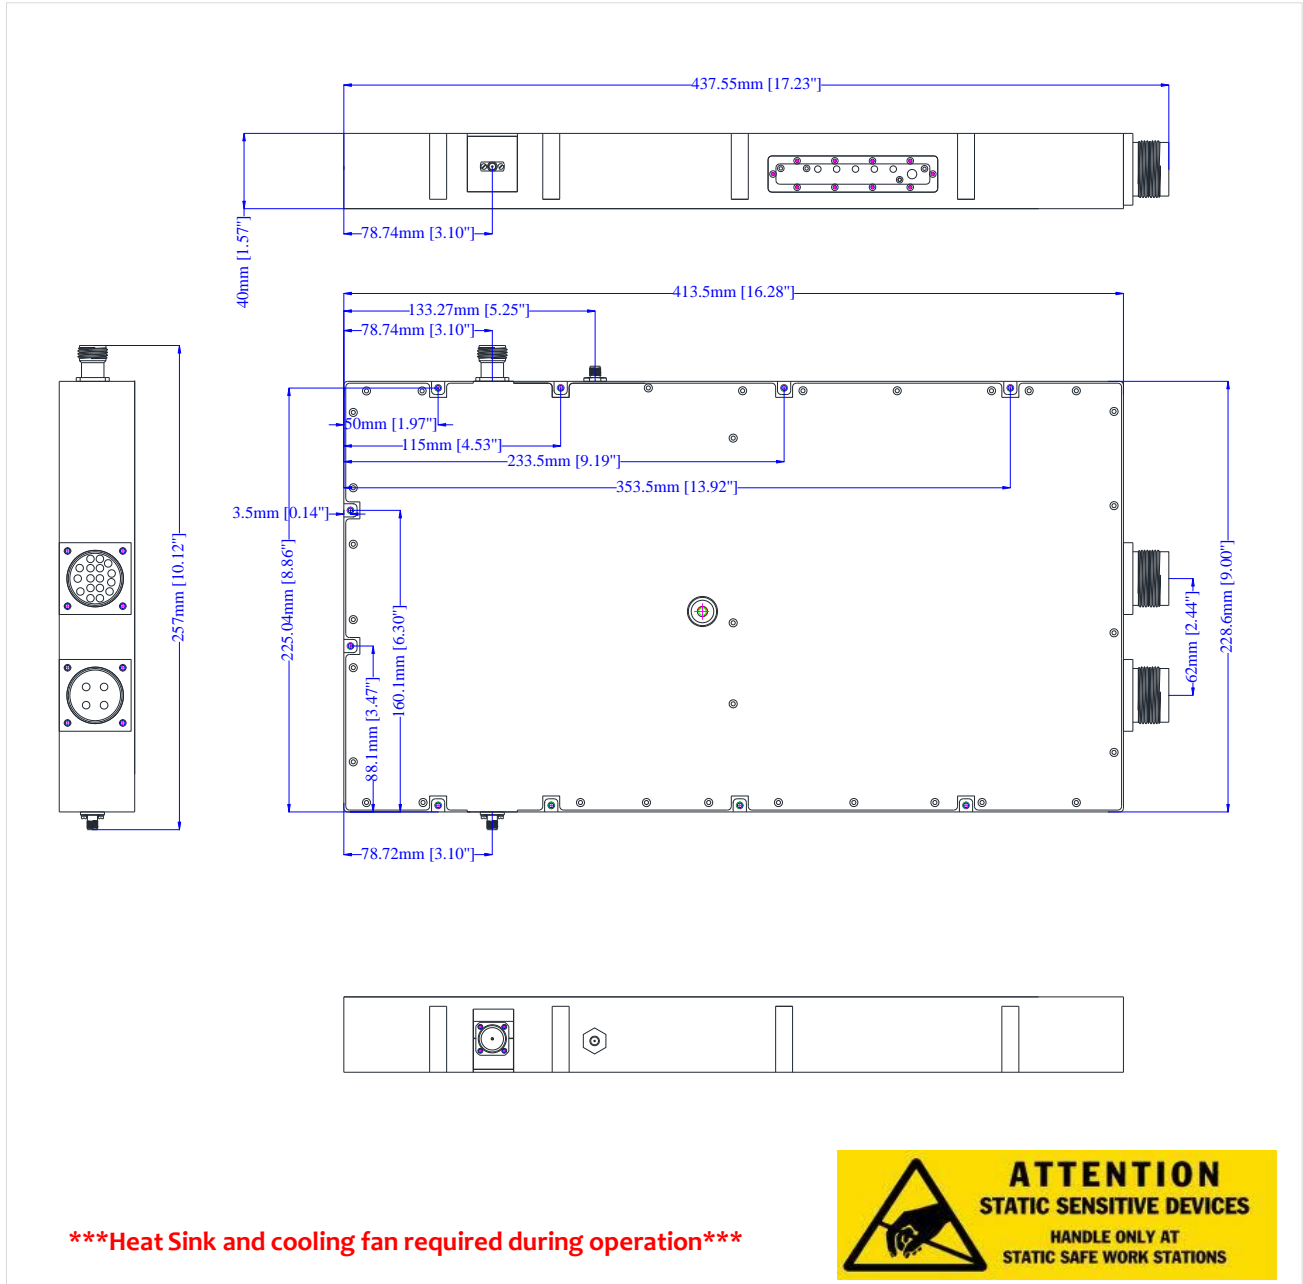 437.55mm [17.23"]
40mm [1.57"]
78.74mm [3.10"]
413.5mm [16.28"]
133.27mm [5.25"]
78.74mm [3.10"]
50mm [1.97"]
115mm [4.53"]
233.5mm [9.19"]
353.5mm [13.92"]
3.5mm [0.14"]
257mm [10.12"]
225.04mm [8.86"]
160.1mm [6.30"]
88.1mm [3.47"]
62mm [2.44"]
228.6mm [9.00"]
78.72mm [3.10"]
***Heat Sink and cooling fan required during operation***
ATTENTION
STATIC SENSITIVE DEVICES
HANDLE ONLY AT
STATIC SAFE WORK STATIONS